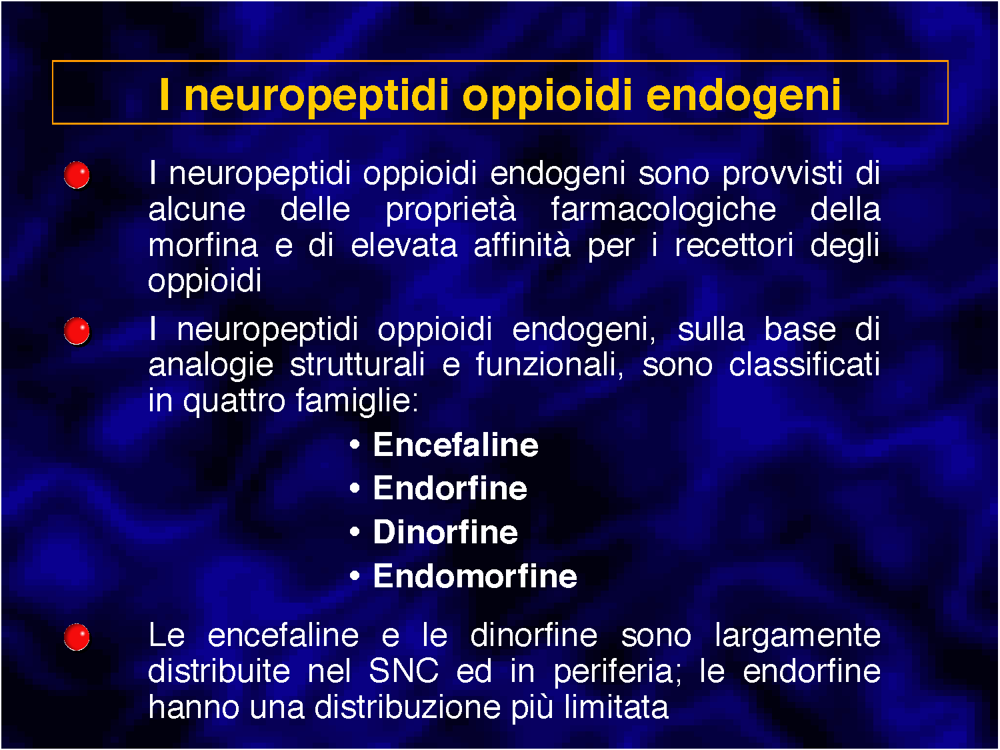 I neuropeptidi oppioidi endogeni
I neuropeptidi oppioidi endogeni sono provvisti di
alcune delle proprietà farmacologiche della
morfina e di elevata affinità per i recettori degli
oppioidi
I neuropeptidi oppioidi endogeni, sulla base di
analogie strutturali e funzionali, sono classificati
in quattro famiglie:
• Encefaline
• Endorfine
• Dinorfine
• Endomorfine
Le encefaline e le dinorfine sono largamente
distribuite nel SNC ed in periferia; le endorfine
hanno una distribuzione più limitata